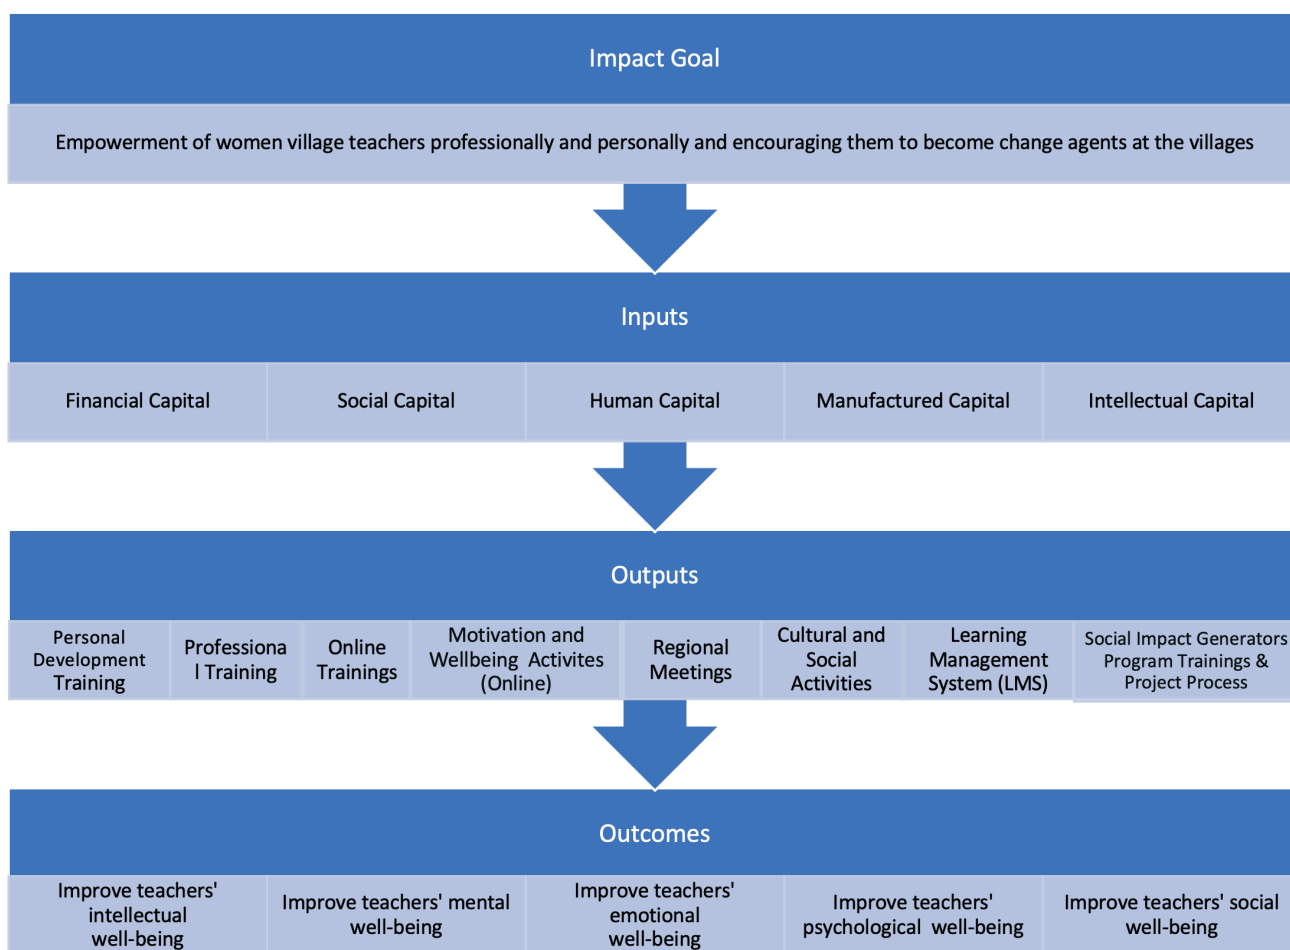 Impact Goal
Empowerment of women village teachers professionally and personally and encouraging them to become change agents at the villages
Inputs
Financial Capital
Social Capital
Human Capital
Manufactured Capital
Intellectual Capital
Outputs
Personal
Development
Training
Professiona
l Training
Online
Trainings
Motivation and
Wellbeing Activites
(Online)
Regional
Meetings
Cultural and
Social
Activities
Learning
Management
System (LMS)
Social Impact Generators
Program Trainings &
Project Process
Outcomes
Improve teachers'
intellectual
well-being
Improve teachers' mental
well-being
Improve teachers'
emotional
well-being
Improve teachers'
psychological well-being
Improve teachers' social
well-being